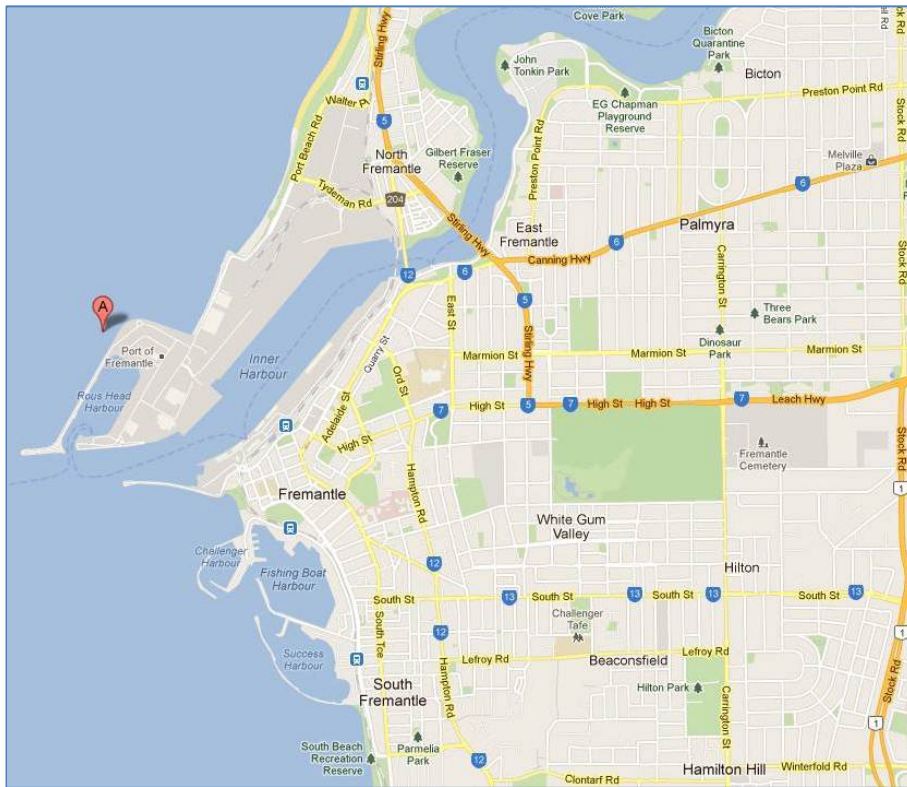 Cove Park
Stirling Hwy
Bicton
Quarantine
Park
Bicton
John
Tonkin Park
Stock Rd
Walter Pl
EG Chapman
Playground
Reserve
Preston Point Rd
5
Port Beach Rd
North
Fremantle
Gilbert Fraser
Reserve
Preston Point Rd
Melville
Plaza
Tydeman Rd
204
6
Stirling Hwy
East
Fremantle
Palmyra
6
Canning Hwy
Stock Rd
12
6
5
A
East St
Carrington St
Three
Bears Park
Inner
Harbour
Port of
Fremantle
Quarry St
Stirling Hwy
Dinosaur
Park
Marmion St
Marmion St
Marmion St
Rous Head
Harbour
Ord St
Adelaide St
7
High St
5
7
High St
High St
7
Leach Hwy
High St
Stock Rd
Fremantle
Cemetery
Fremantle
Hampton Rd
1
White Gum
Valley
Challenger
Harbour
Fishing Boat
Harbour
12
Hilton
South St
13
South St
13
13
South St
13
Challenger
Tafe
South Tce
12
1
Success
Harbour
Lefroy Rd
Beaconsfield
Lefroy Rd
Hampton Rd
South
Fremantle
Hilton Park
Carrington St
Stock Rd
1
South Beach
Recreation
Reserve
Parmelia
Park
12
Hamilton Hill
Winterfold Rd
Clontarf Rd